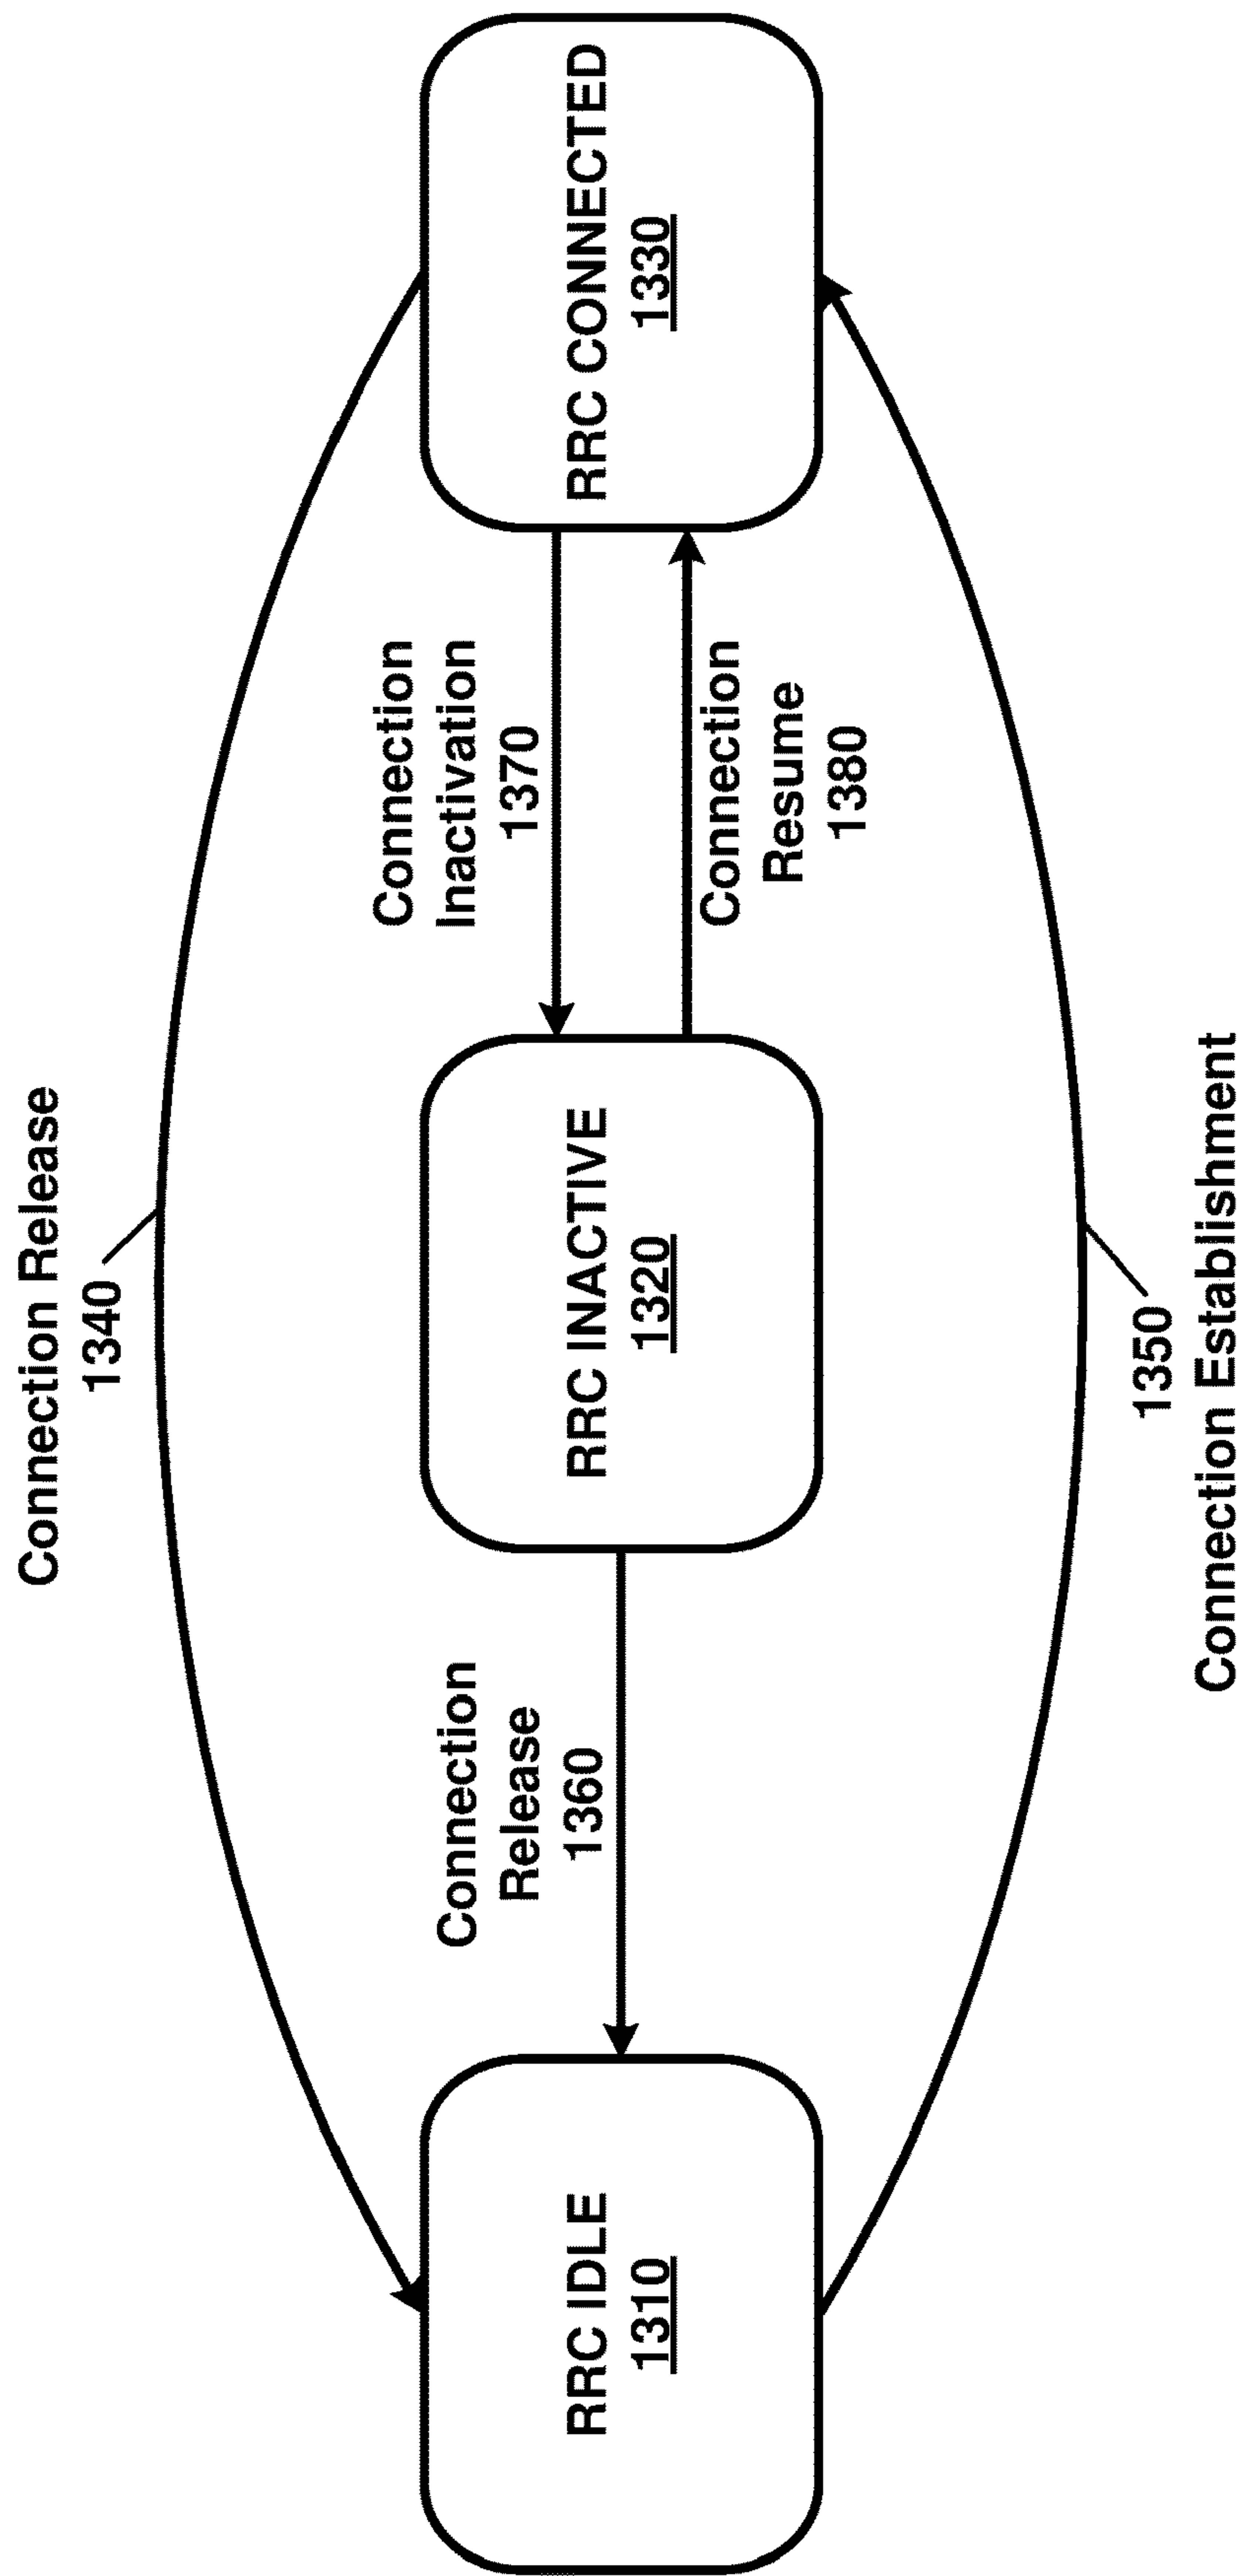 Connection Release
1340
RRC IDLE
1310
Connection
Release
1360
RRC INACTIVE
1320
Connection
Inactivation
1370
Connection
Resume
1380
RRC CONNECTED
1330
1350
Connection Establishment